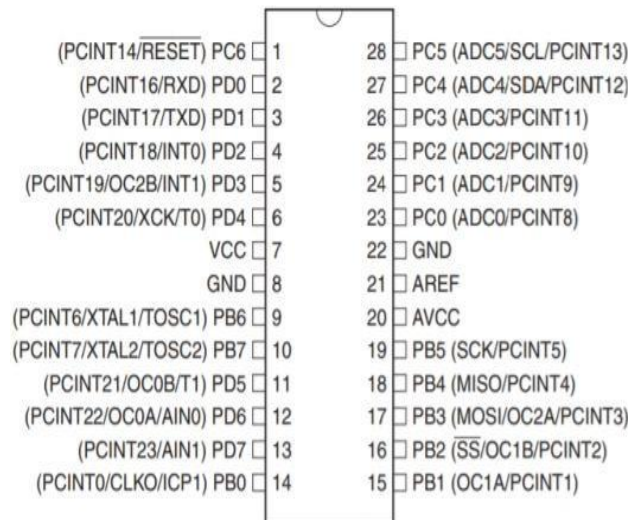 (PCINT14/RESET) PC6 1 28 PC5 (ADC5/SCL/PCINT13)
(PCINT16/RXD) PD0 2 27 PC4 (ADC4/SDA/PCINT12)
(PCINT17/TXD) PD1 3 26 PC3 (ADC3/PCINT11)
(PCINT18/INT0) PD2 4 25 PC2 (ADC2/PCINT10)
(PCINT19/OC2B/INT1) PD3 5 24 PC1 (ADC1/PCINT9)
(PCINT20/XCK/T0) PD4 6 23 PC0 (ADC0/PCINT8)
VCC 7 22 GND
GND 8 21 AREF
(PCINT6/XTAL1/TOSC1) PB6 9 20 AVCC
(PCINT7/XTAL2/TOSC2) PB7 10 19 PB5 (SCK/PCINT5)
(PCINT21/OC0B/T1) PD5 11 18 PB4 (MISO/PCINT4)
(PCINT22/OC0A/AIN0) PD6 12 17 PB3 (MOSI/OC2A/PCINT3)
(PCINT23/AIN1) PD7 13 16 PB2 (SS/OC1B/PCINT2)
(PCINT0/CLKO/ICP1) PB0 14 15 PB1 (OC1A/PCINT1)